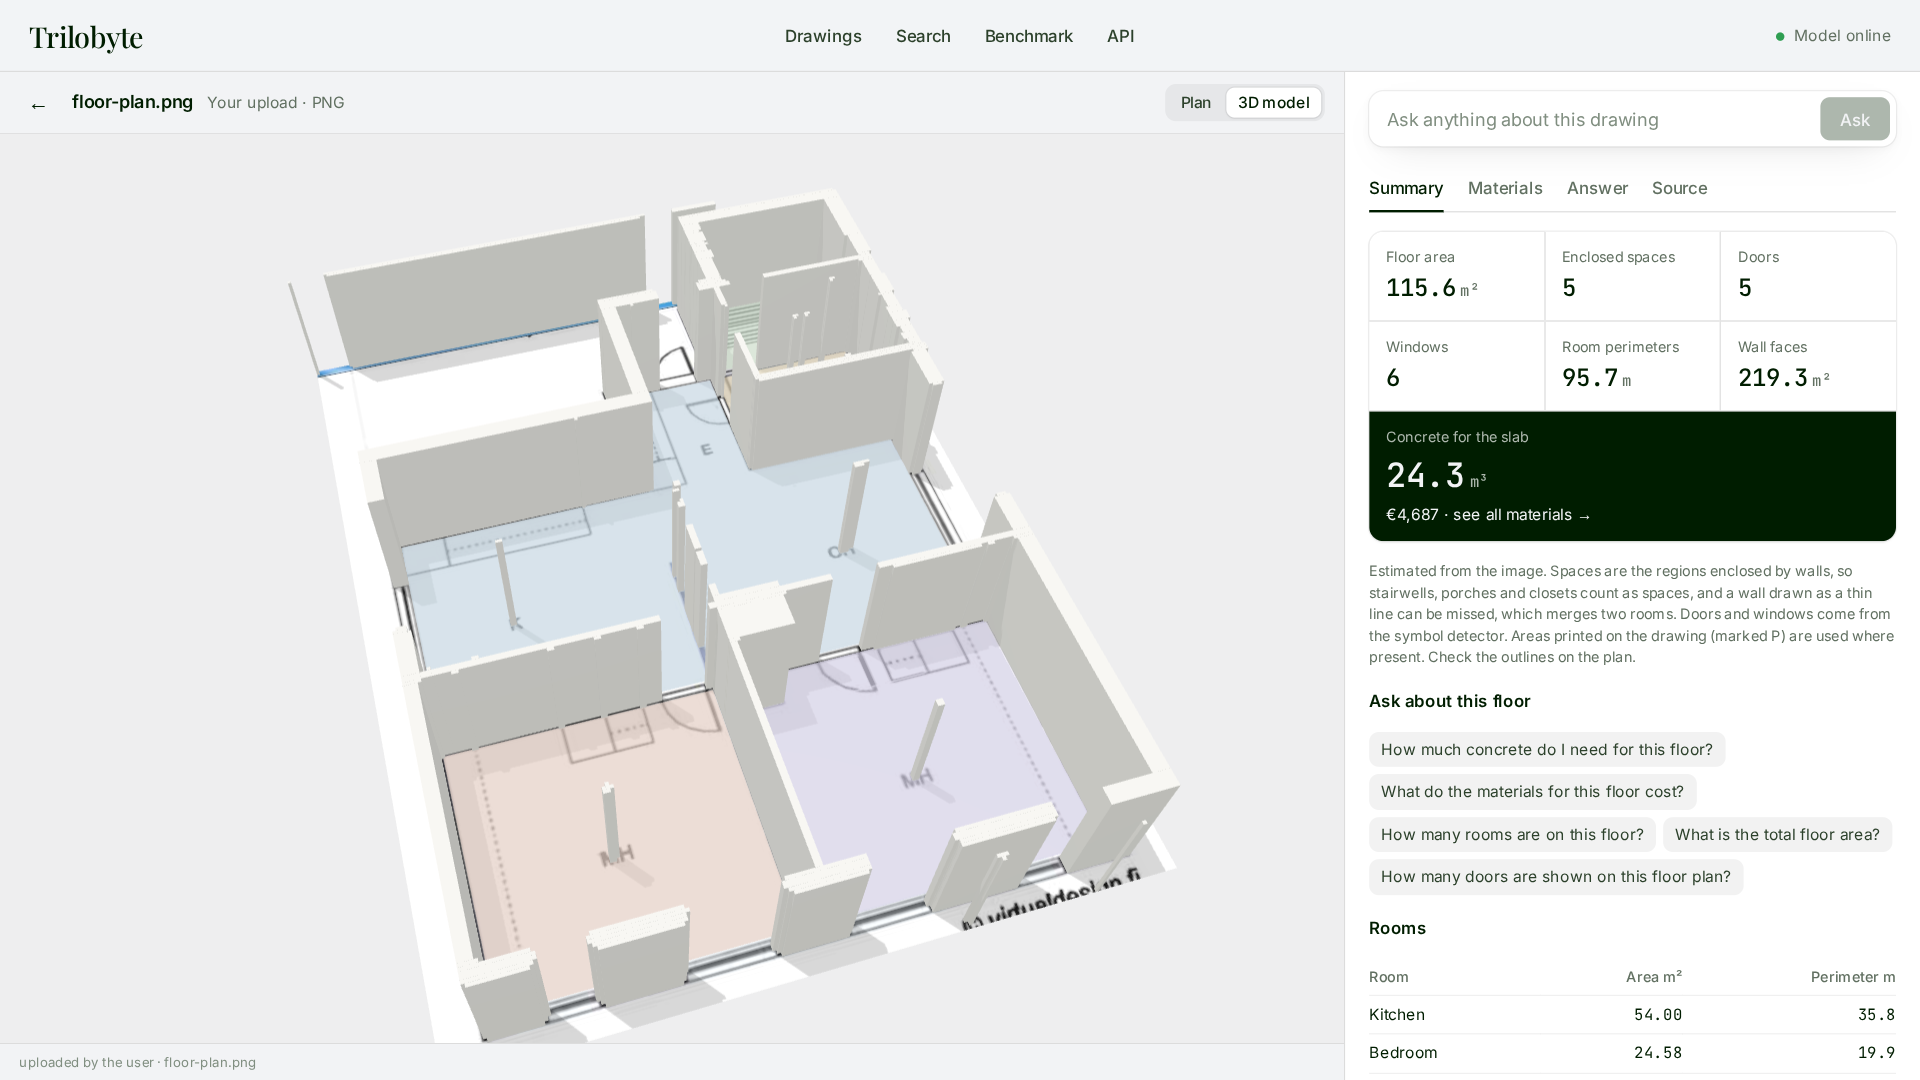 Trilobyte
Drawings
Search
Benchmark
API
Model online
←
floor-plan.png
Your upload · PNG
Plan
3D model
E
K
MH
MH
uploaded by the user · floor-plan.png
Ask anything about this drawing
Ask
Summary
Materials
Answer
Source
Floor area
115.6 m²
Enclosed spaces
5
Doors
5
Windows
6
Room perimeters
95.7 m
Wall faces
219.3 m²
Concrete for the slab
24.3 m³
€4,687 · see all materials →
Estimated from the image. Spaces are the regions enclosed by walls, so
stairwells, porches and closets count as spaces, and a wall drawn as a thin
line can be missed, which merges two rooms. Doors and windows come from
the symbol detector. Areas printed on the drawing (marked P) are used where
present. Check the outlines on the plan.
Ask about this floor
How much concrete do I need for this floor?
What do the materials for this floor cost?
How many rooms are on this floor?
What is the total floor area?
How many doors are shown on this floor plan?
Rooms
Room Area m² Perimeter m
Kitchen 54.00 35.8
Bedroom 24.58 19.9